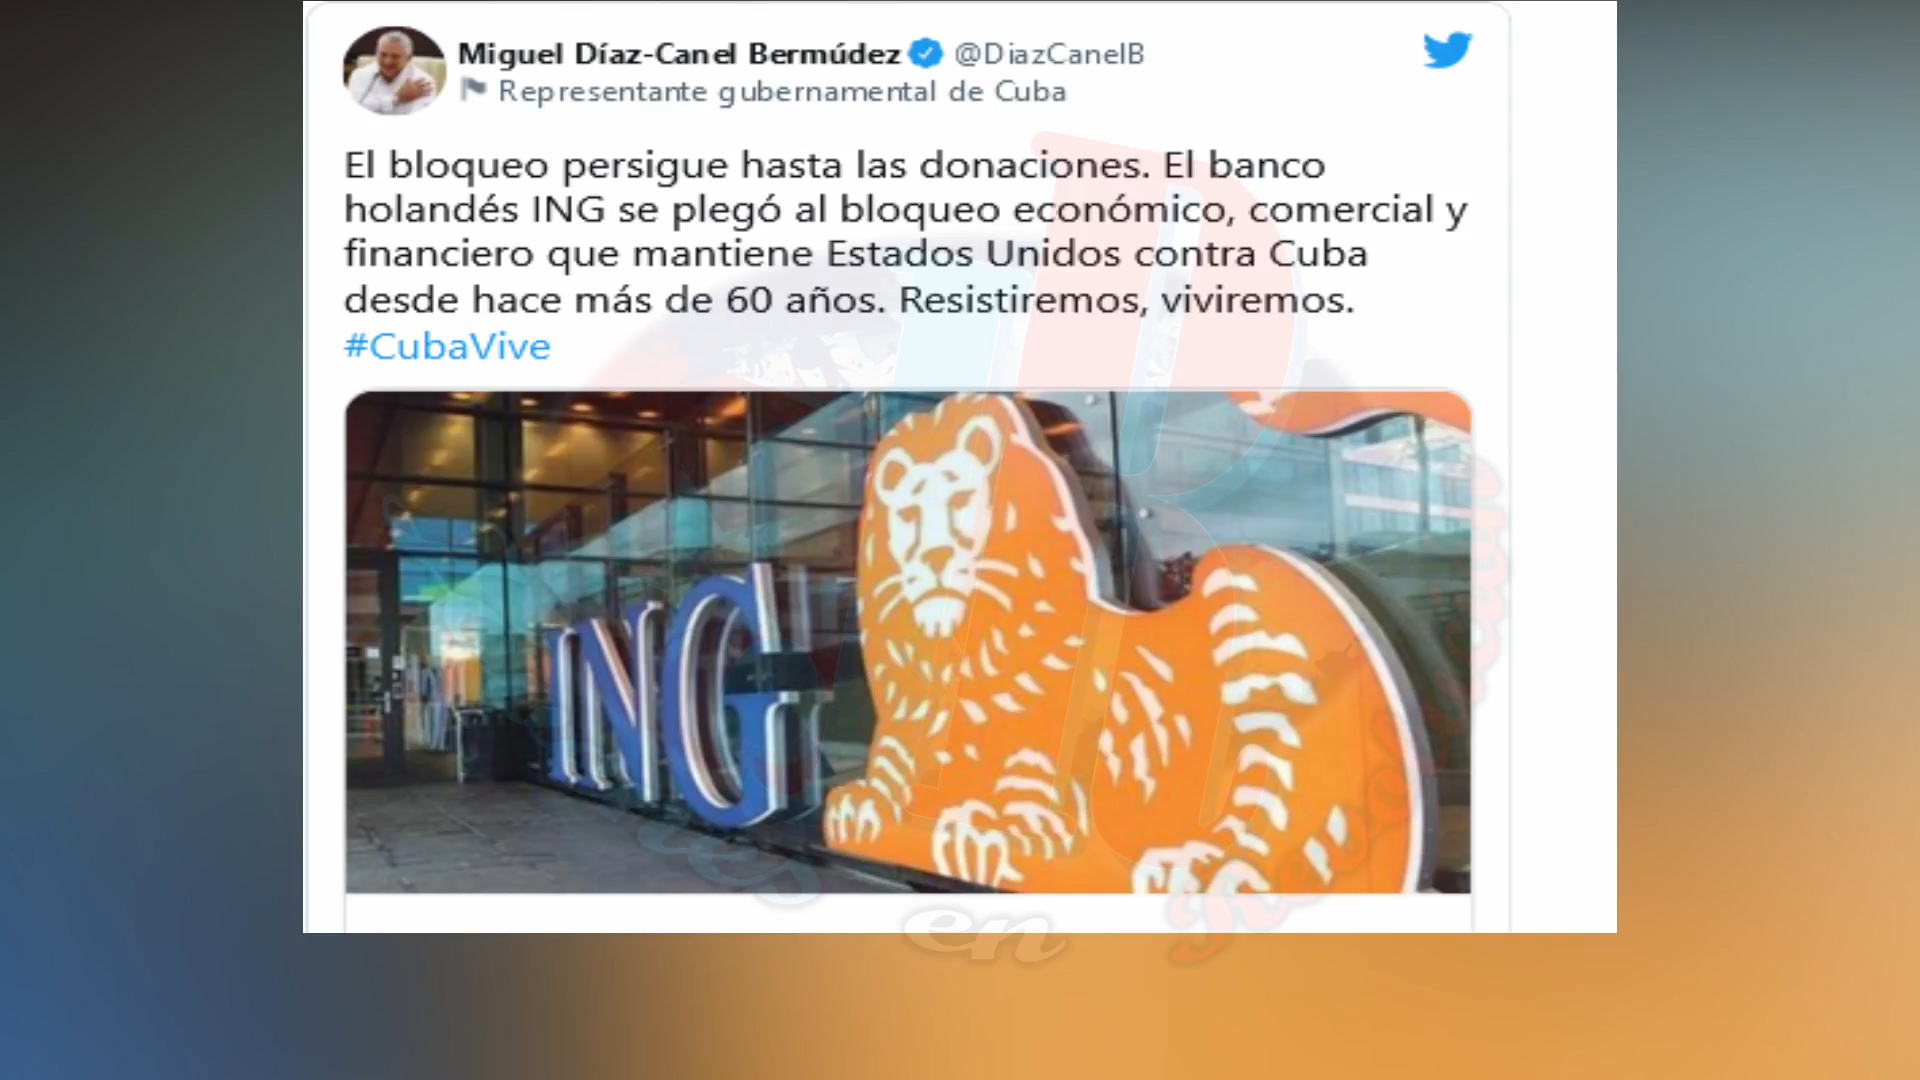 Miguel Díaz-Canel Bermúdez @DiazCanelB
Representante gubernamental de Cuba
El bloqueo persigue hasta las donaciones. El banco
holandés ING se plegó al bloqueo económico, comercial y
financiero que mantiene Estados Unidos contra Cuba
desde hace más de 60 años. Resistiremos, viviremos.
#CubaVive
ING
en